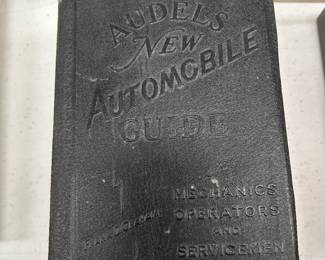 AUDELS
NEW
AUTOMOBILE
GUIDE
MECHANICS
OPERATORS
AND
SERVICEMEN